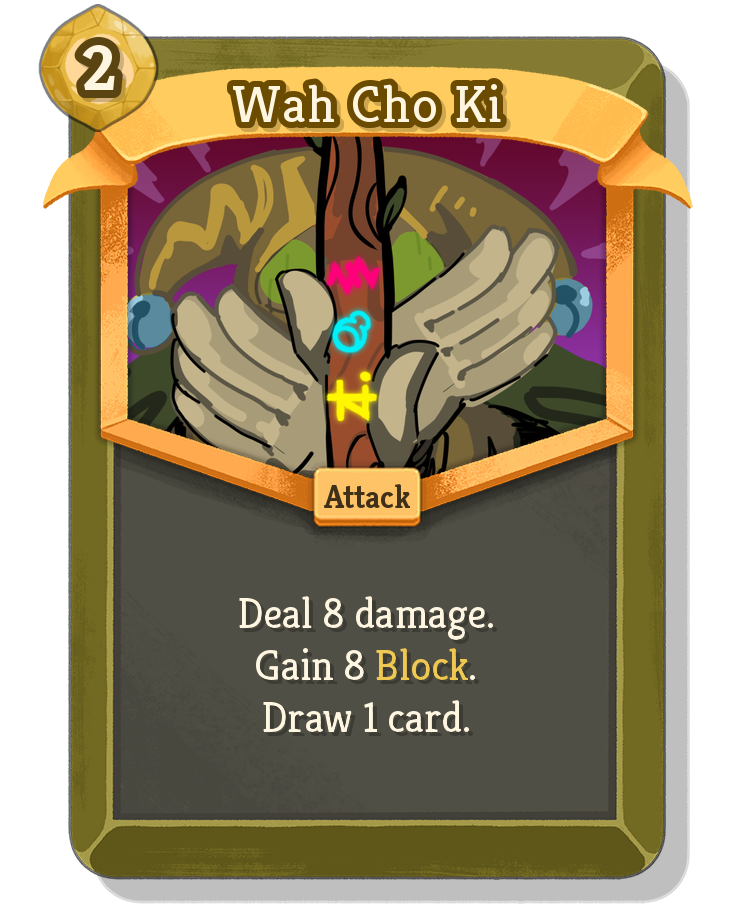 2
Wah Cho Ki
Attack
Deal 8 damage.
Gain 8 Block.
Draw 1 card.